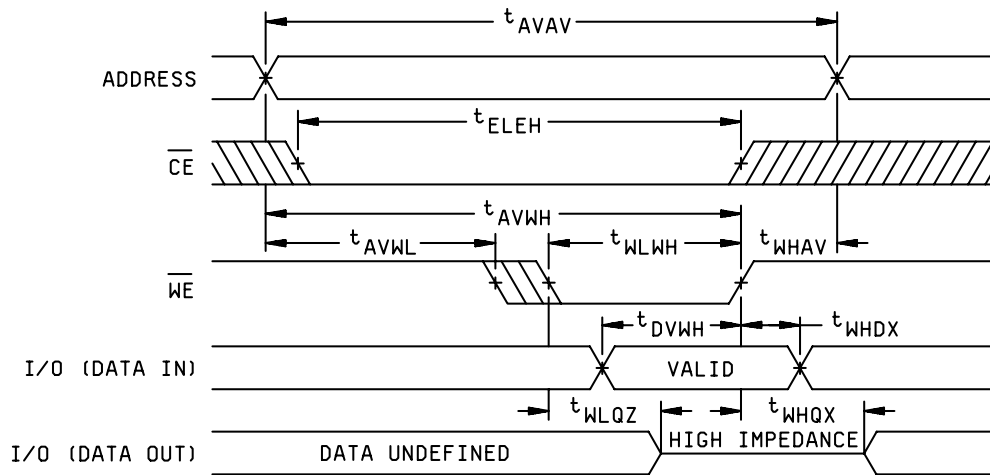 tAVAV
ADDRESS
tELEH
CE
tAVWH
tAVWL
tWLWH
tWHAV
WE
tDVWH
tWHDX
I/O (DATA IN)
VALID
tWLQZ
tWHQX
I/O (DATA OUT)
DATA UNDEFINED
HIGH IMPEDANCE